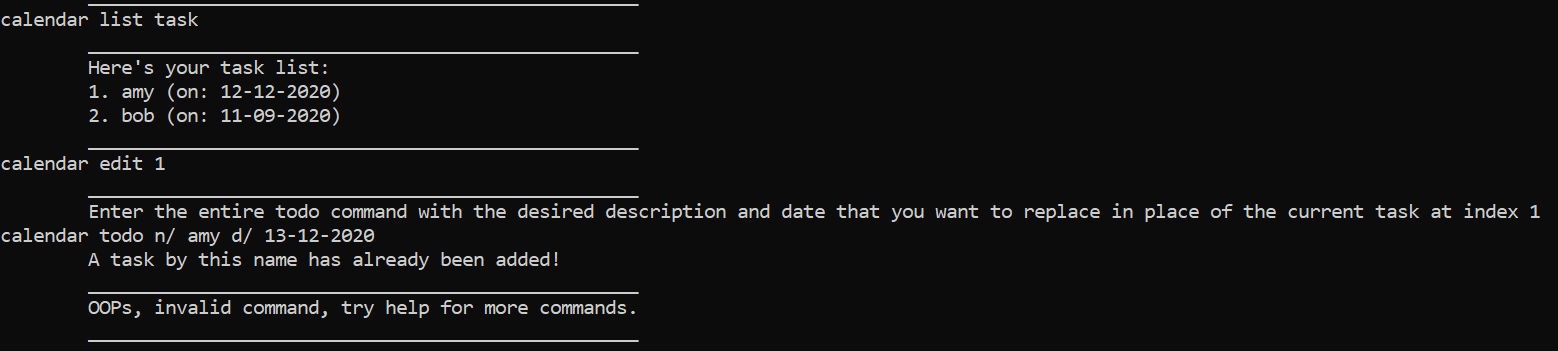 calendar list task
Here's your task list:
1. amy (on: 12-12-2020)
2. bob (on: 11-09-2020)
calendar edit 1
Enter the entire todo command with the desired description and date that you want to replace in place of the current task at index 1
calendar todo n/ amy d/ 13-12-2020
A task by this name has already been added!
OOPs, invalid command, try help for more commands.